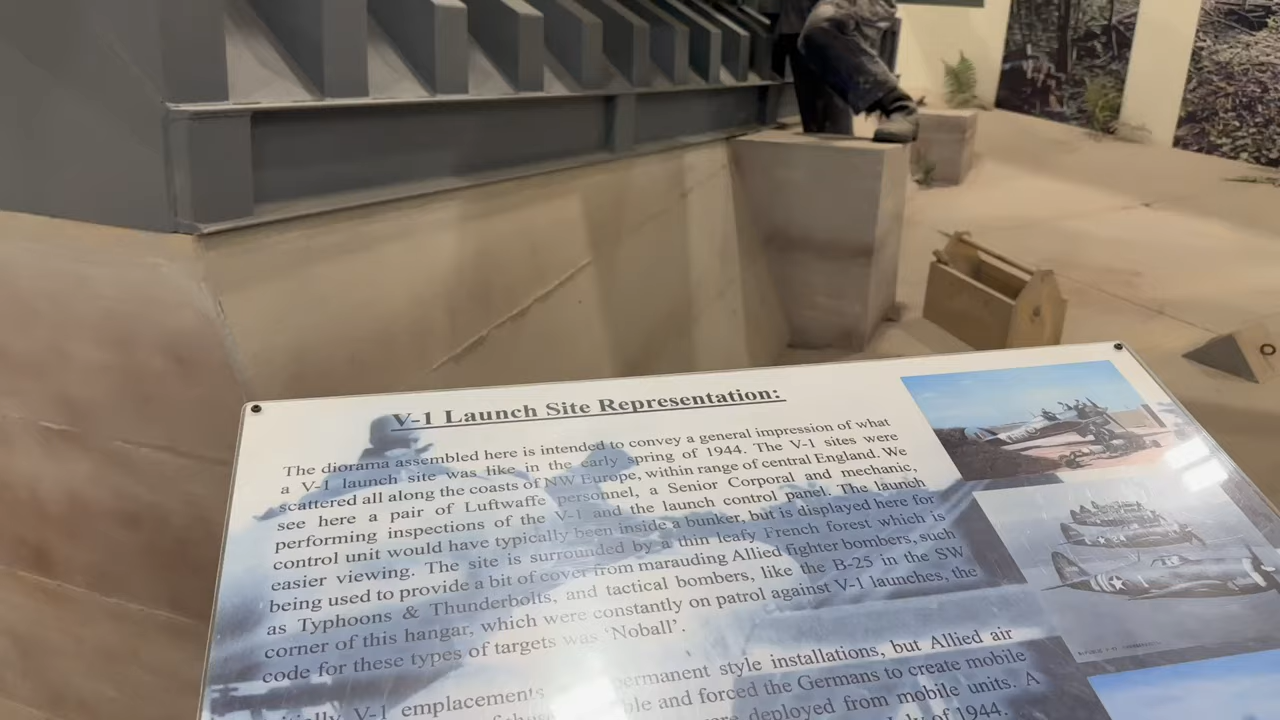 V-1 Launch Site Representation:
The diorama assembled here is intended to convey a general impression of what
a V-1 launch site was like in the early spring of 1944. The V-1 sites were
scattered all along the coasts of NW Europe, within range of central England. We
see here a pair of Luftwaffe personnel, a Senior Corporal and mechanic,
performing inspections of the V-1 and the launch control panel. The launch
control unit would have typically been inside a bunker, but is displayed here for
easier viewing. The site is surrounded by a thin leafy French forest which is
being used to provide a bit of cover from marauding Allied fighter bombers, such
as Typhoons & Thunderbolts, and tactical bombers, like the B-25 in the SW
corner of this hangar, which were constantly on patrol against V-1 launches, the
code for these types of targets was 'Noball'.
V-1 emplacements permanent style installations, but Allied air
and forced the Germans to create mobile
were deployed from mobile units. A
of 1944.